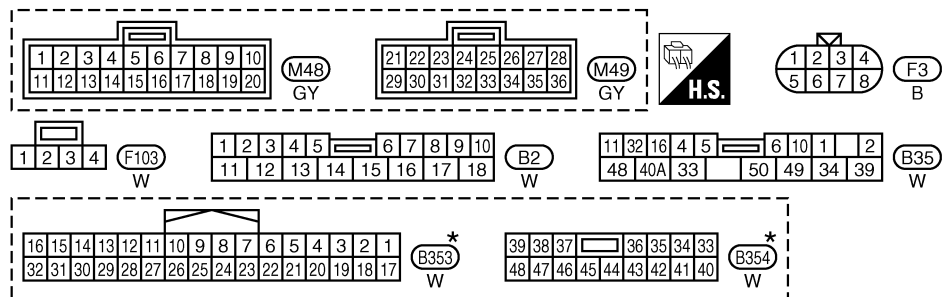 1 2 3 4 5 6 7 8 9 10
11 12 13 14 15 16 17 18 19 20
M48
GY
21 22 23 24 25 26 27 28
29 30 31 32 33 34 35 36
M49
GY
H.S.
1 2 3 4
5 6 7 8
F3
B
1 2 3 4
F103
W
1 2 3 4 5 6 7 8 9 10
11 12 13 14 15 16 17 18
B2
W
11 32 16 4 5 6 10 1 2
48 40A 33 50 49 34 39
B35
W
16 15 14 13 12 11 10 9 8 7 6 5 4 3 2 1
32 31 30 29 28 27 26 25 24 23 22 21 20 19 18 17
B353
*
W
39 38 37 36 35 34 33
48 47 46 45 44 43 42 41 40
B354
*
W